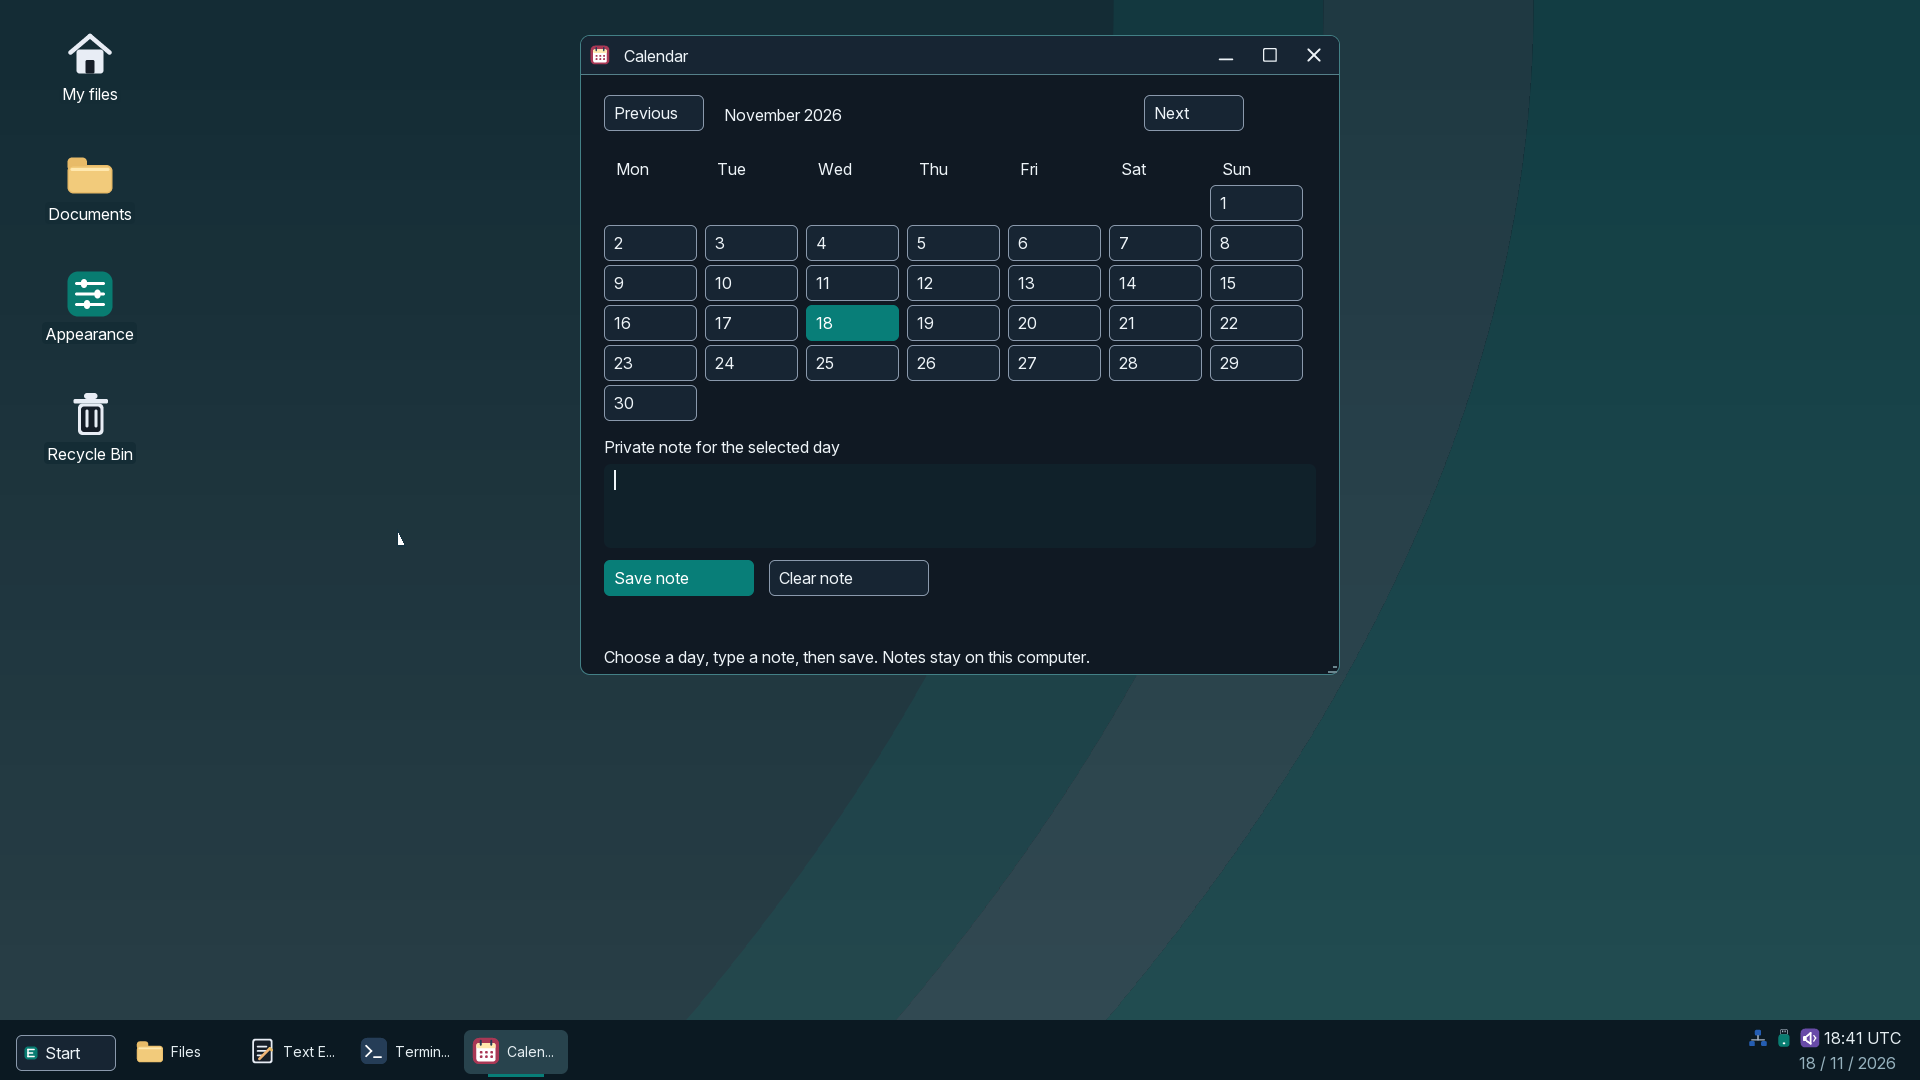 My files
Documents
Appearance
Recycle Bin
Calendar
Previous November 2026 Next
Mon Tue Wed Thu Fri Sat Sun
1
2 3 4 5 6 7 8
9 10 11 12 13 14 15
16 17 18 19 20 21 22
23 24 25 26 27 28 29
30
Private note for the selected day
Save note Clear note
Choose a day, type a note, then save. Notes stay on this computer.
E Start Files Text E... Termin... Calen... 18:41 UTC
18 / 11 / 2026